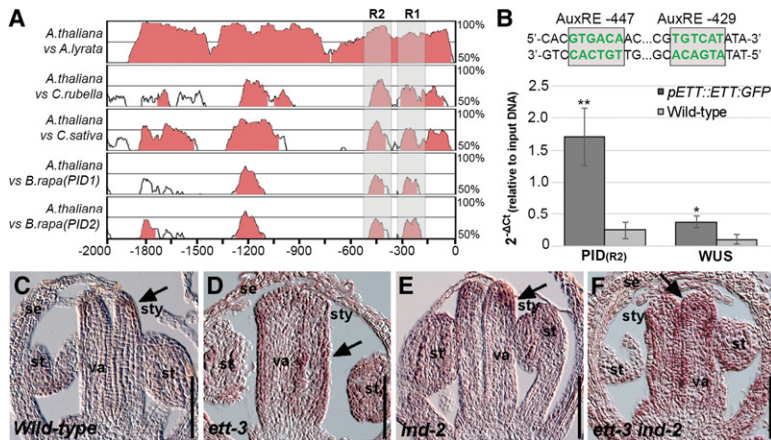 A
R2 R1
A.thaliana
vs A.lyrata
100%
50%
A.thaliana
vs C.rubella
100%
50%
A.thaliana
vs C.sativa
100%
50%
A.thaliana
vs B.rapa(PID1)
100%
50%
A.thaliana
vs B.rapa(PID2)
100%
50%
-2000 -1800 -1500 -1200 -900 -600 -300 0
B
AuxRE -447 AuxRE -429
5'-CACGTGACAAC...CGTGTCATATA-3'
3'-GTCCACTGTTG...GCACAGTATAT-5'
2-ΔCt (relative to input DNA)
2.5
2.0
1.5
1.0
0.5
0
pETT::ETT:GFP
Wild-type
**
*
PID(R2) WUS
C
se
sty
st
va
st
Wild-type
D
se
sty
st
va
st
ett-3
E
sty
st
va
st
ind-2
F
se
sty
st
va
st
ett-3 ind-2